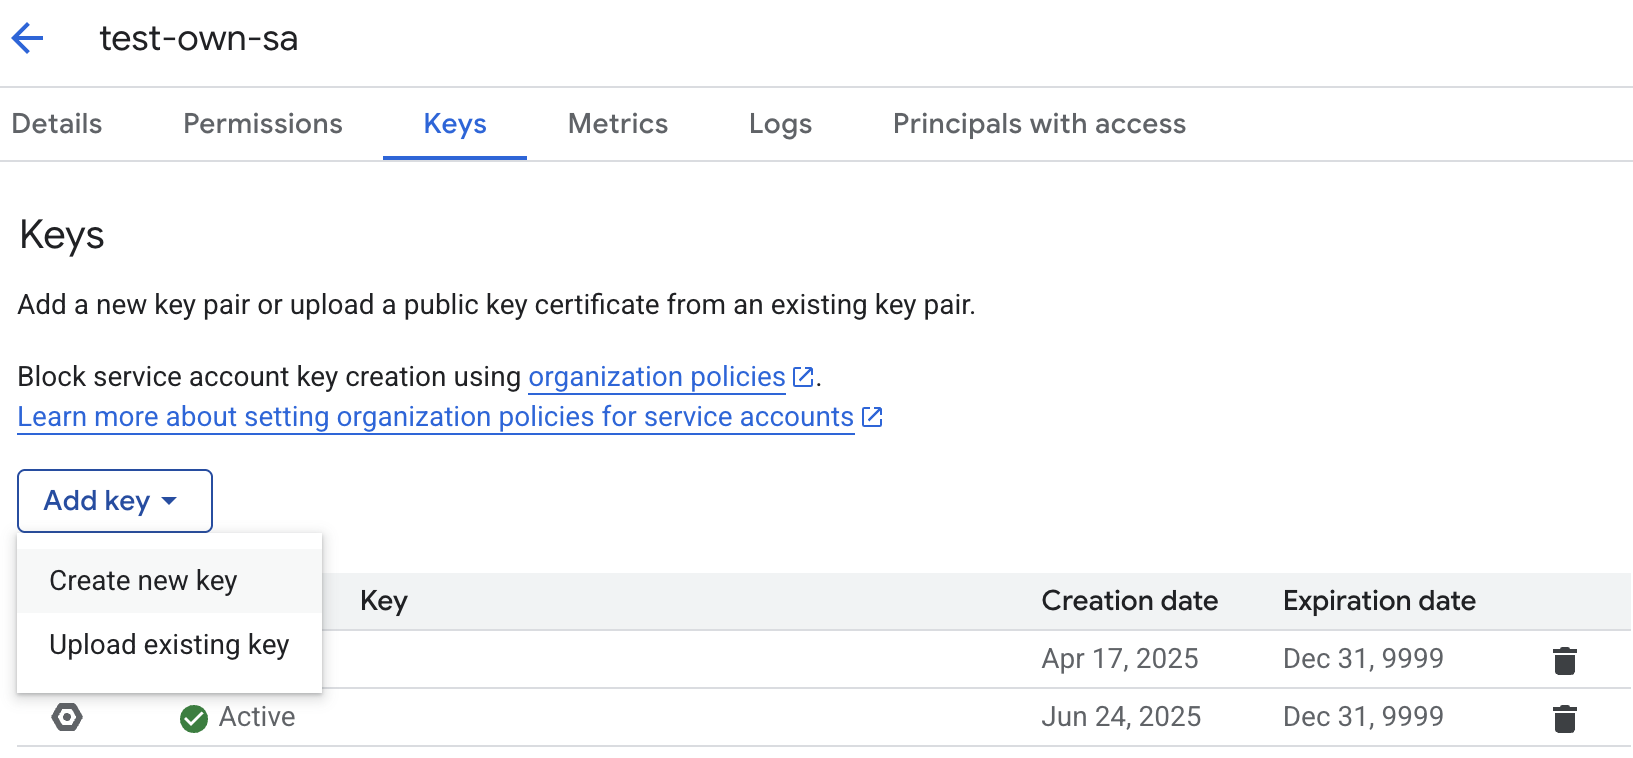 test-own-sa
Details Permissions Keys Metrics Logs Principals with access
Keys
Add a new key pair or upload a public key certificate from an existing key pair.
Block service account key creation using organization policies.
Learn more about setting organization policies for service accounts
Add key
Create new key
Upload existing key
Key Creation date Expiration date
Apr 17, 2025 Dec 31, 9999
Active Jun 24, 2025 Dec 31, 9999